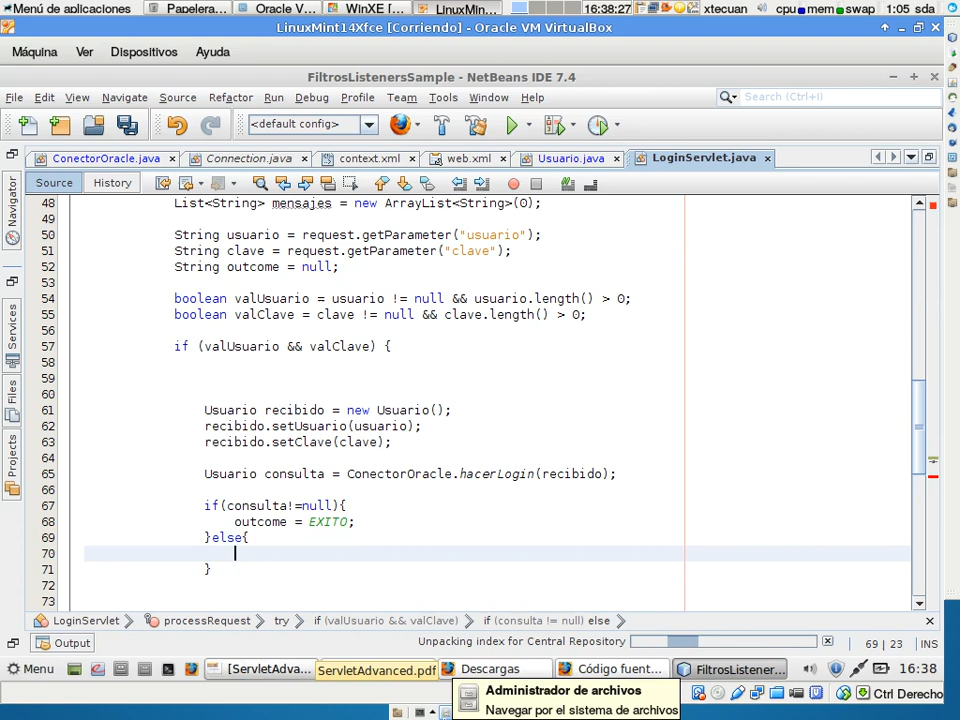 Menú de aplicaciones
Papelera...
Oracle V...
WinXE [...
LinuxMin...
16:38:27
xtecuan
cpu mem swap
1:05 sda
LinuxMint14Xfce [Corriendo] - Oracle VM VirtualBox
Máquina Ver Dispositivos Ayuda
FiltrosListenersSample - NetBeans IDE 7.4
File Edit View Navigate Source Refactor Run Debug Profile Team Tools Window Help
Search (Ctrl+I)
<default config>
ConectorOracle.java
Connection.java
context.xml
web.xml
Usuario.java
LoginServlet.java
Source History
Navigator
Services
Files
Projects
48 List<String> mensajes = new ArrayList<String>(0);
49
50 String usuario = request.getParameter("usuario");
51 String clave = request.getParameter("clave");
52 String outcome = null;
53
54 boolean valUsuario = usuario != null && usuario.length() > 0;
55 boolean valClave = clave != null && clave.length() > 0;
56
57 if (valUsuario && valClave) {
58
59
60
61 Usuario recibido = new Usuario();
62 recibido.setUsuario(usuario);
63 recibido.setClave(clave);
64
65 Usuario consulta = ConectorOracle.hacerLogin(recibido);
66
67 if(consulta!=null){
68 outcome = EXITO;
69 }else{
70
71 }
72
73
LoginServlet
processRequest
try
if (valUsuario && valClave)
if (consulta != null) else
Output
Unpacking index for Central Repository
69 | 23
INS
Menu
[ServletAdva...
ServletAdvanced.pdf
Descargas
Código fuent...
FiltrosListener...
16:38
Administrador de archivos
Navegar por el sistema de archivos
Ctrl Derecho